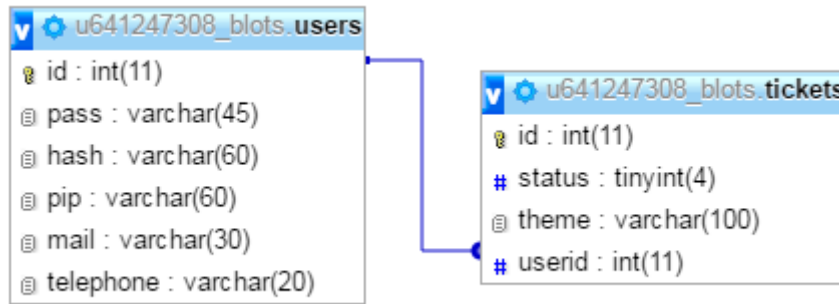 v u641247308_blots.users
id : int(11)
pass : varchar(45)
hash : varchar(60)
pip : varchar(60)
mail : varchar(30)
telephone : varchar(20)
v u641247308_blots.tickets
id : int(11)
# status : tinyint(4)
theme : varchar(100)
# userid : int(11)